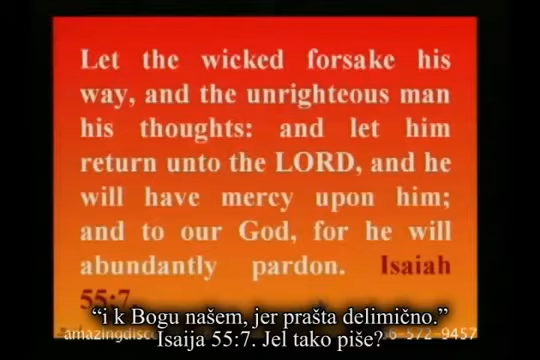 Let the wicked forsake his
way, and the unrighteous man
his thoughts: and let him
return unto the LORD, and he
will have mercy upon him;
and to our God, for he will
abundantly pardon. Isaiah
55:7.
“i k Bogu našem, jer prašta delimično.”
Isaija 55:7. Jel tako piše?
572-9457